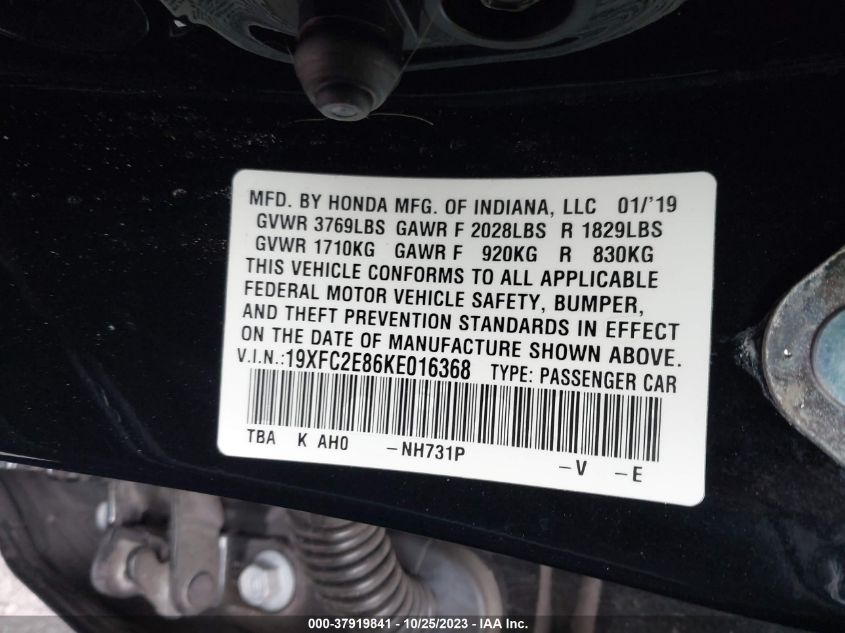 MFD. BY HONDA MFG. OF INDIANA, LLC 01/'19
GVWR 3769LBS GAWR F 2028LBS R 1829LBS
GVWR 1710KG GAWR F 920KG R 830KG
THIS VEHICLE CONFORMS TO ALL APPLICABLE
FEDERAL MOTOR VEHICLE SAFETY, BUMPER,
AND THEFT PREVENTION STANDARDS IN EFFECT
ON THE DATE OF MANUFACTURE SHOWN ABOVE.
V.I.N.:19XFC2E86KE016368 TYPE: PASSENGER CAR
TBA K AH0 -NH731P -V -E
000-37919841 - 10/25/2023 - IAA Inc.